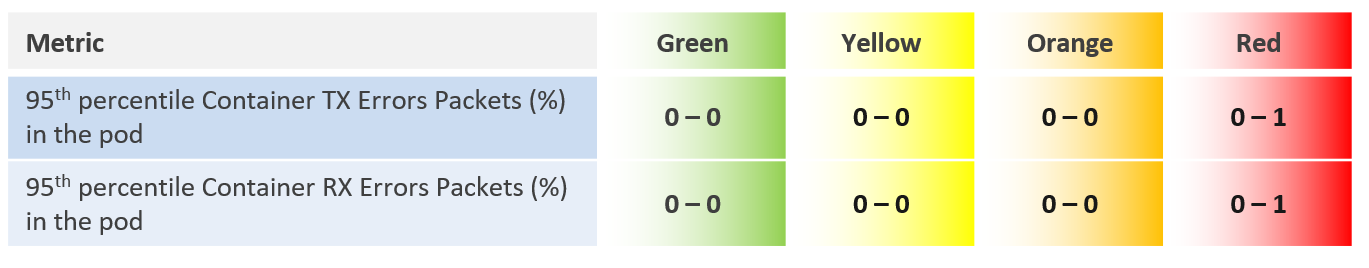 Metric Green Yellow Orange Red
95th percentile Container TX Errors Packets (%)
in the pod
0 – 0 0 – 0 0 – 0 0 – 1
95th percentile Container RX Errors Packets (%)
in the pod
0 – 0 0 – 0 0 – 0 0 – 1